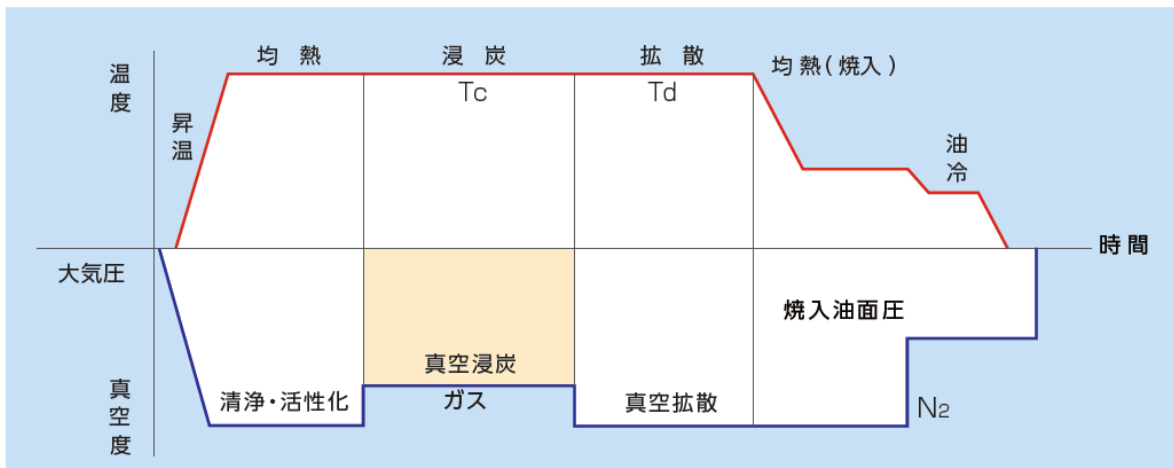 均 熱
浸 炭
拡 散
均熱(焼入)
温度
Tc
Td
昇温
油冷
時間
大気圧
焼入油面圧
真空浸炭
清浄・活性化
ガス
真空拡散
N2
真空度